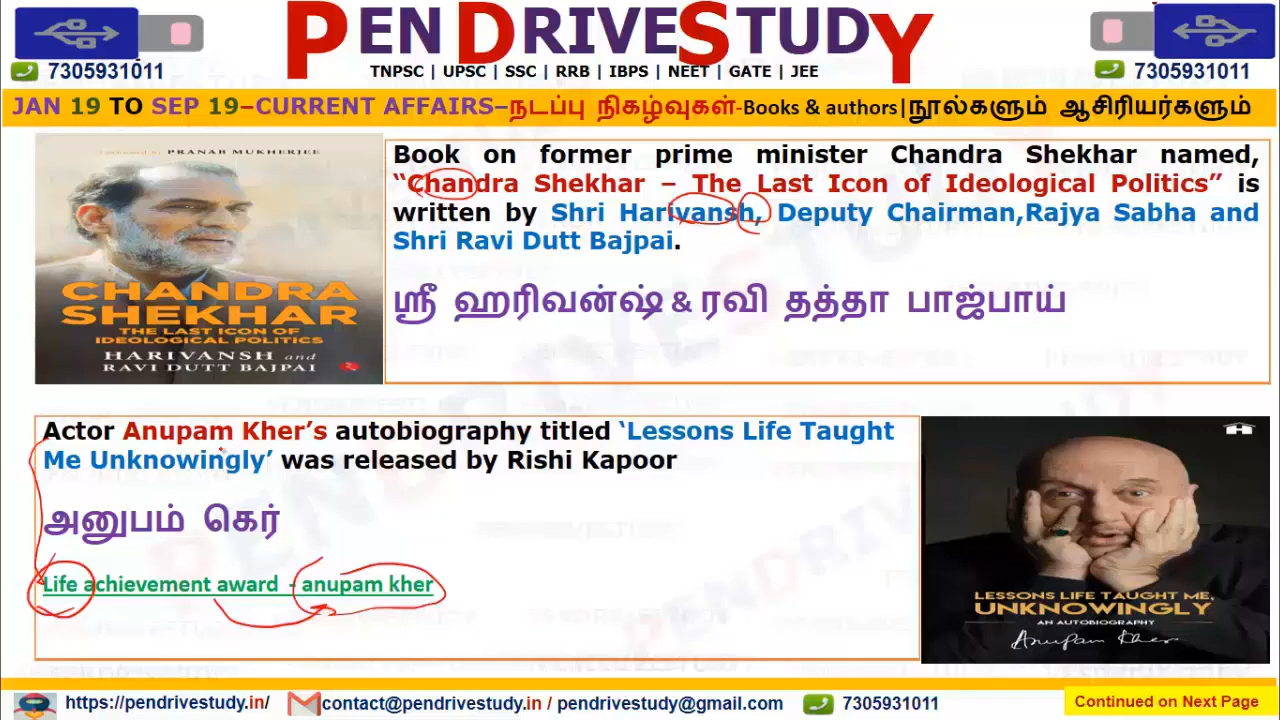 PENDRIVESTUDY
TNPSC | UPSC | SSC | RRB | IBPS | NEET | GATE | JEE
7305931011
7305931011
JAN 19 TO SEP 19–CURRENT AFFAIRS–நடப்பு நிகழ்வுகள்-Books & authors|நூல்களும் ஆசிரியர்களும்
PRANAB MUKHERJEE
CHANDRA
SHEKHAR
THE LAST ICON OF
IDEOLOGICAL POLITICS
HARIVANSH and
RAVI DUTT BAJPAI
Book on former prime minister Chandra Shekhar named,
“Chandra Shekhar – The Last Icon of Ideological Politics” is
written by Shri Harivansh, Deputy Chairman,Rajya Sabha and
Shri Ravi Dutt Bajpai.
ஸ்ரீ ஹரிவன்ஷ் & ரவி தத்தா பாஜ்பாய்
Actor Anupam Kher’s autobiography titled ‘Lessons Life Taught
Me Unknowingly’ was released by Rishi Kapoor
அனுபம் கெர்
Life achievement award - anupam kher
LESSONS LIFE TAUGHT ME,
UNKNOWINGLY
AN AUTOBIOGRAPHY
Anupam Kher
https://pendrivestudy.in/
contact@pendrivestudy.in / pendrivestudy@gmail.com
7305931011
Continued on Next Page